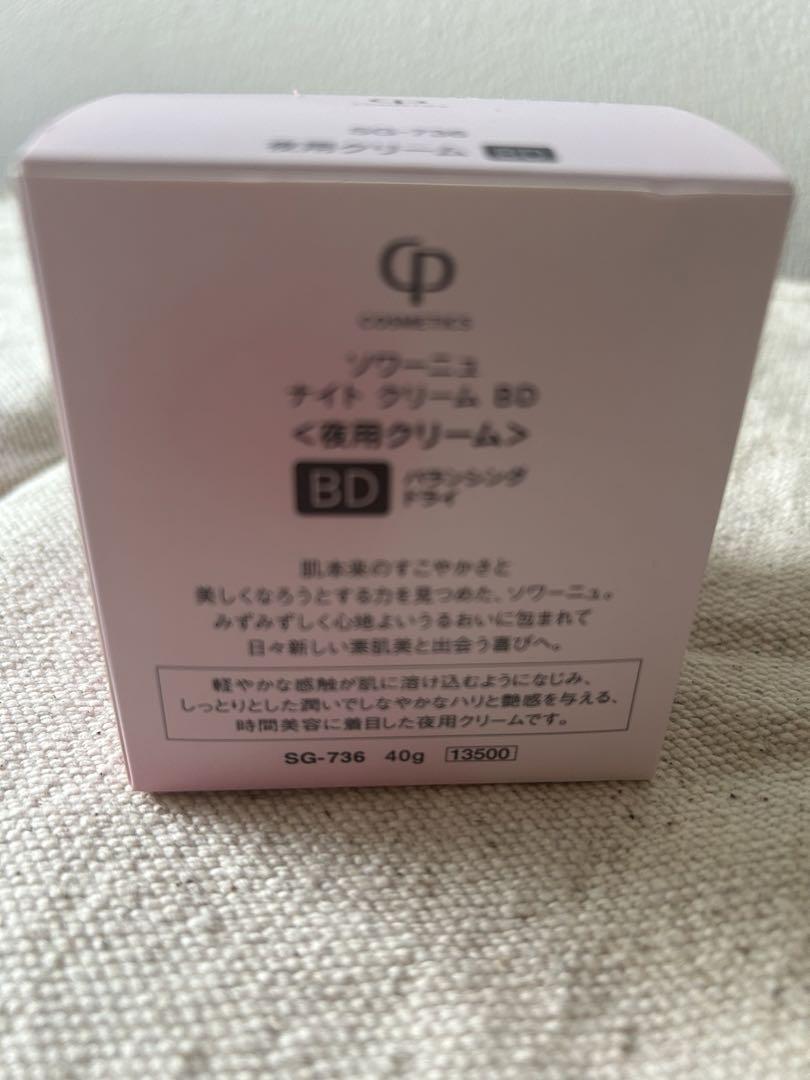 SG-736
夜用クリーム BD
Cp
COSMETICS
ソワーニュ
ナイト クリーム BD
<夜用クリーム>
BD バランシング
ドライ
肌本来のすこやかさと
美しくなろうとする力を見つめた、ソワーニュ。
みずみずしく心地よいうるおいに包まれて
日々新しい素肌美と出会う喜びへ。
軽やかな感触が肌に溶け込むようになじみ、
しっとりとした潤いでしなやかなハリと艶感を与える、
時間美容に着目した夜用クリームです。
SG-736 40g 13500